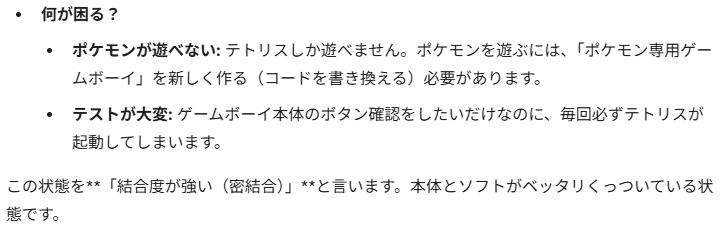 • 何が困る？
• ポケモンが遊べない: テトリスしか遊べません。ポケモンを遊ぶには、「ポケモン専用ゲー
ムボーイ」を新しく作る（コードを書き換える）必要があります。
• テストが大変: ゲームボーイ本体のボタン確認をしたいだけなのに、毎回必ずテトリスが
起動してしまいます。
この状態を**「結合度が強い（密結合）」**と言います。本体とソフトがベッタリくっついている状
態です。